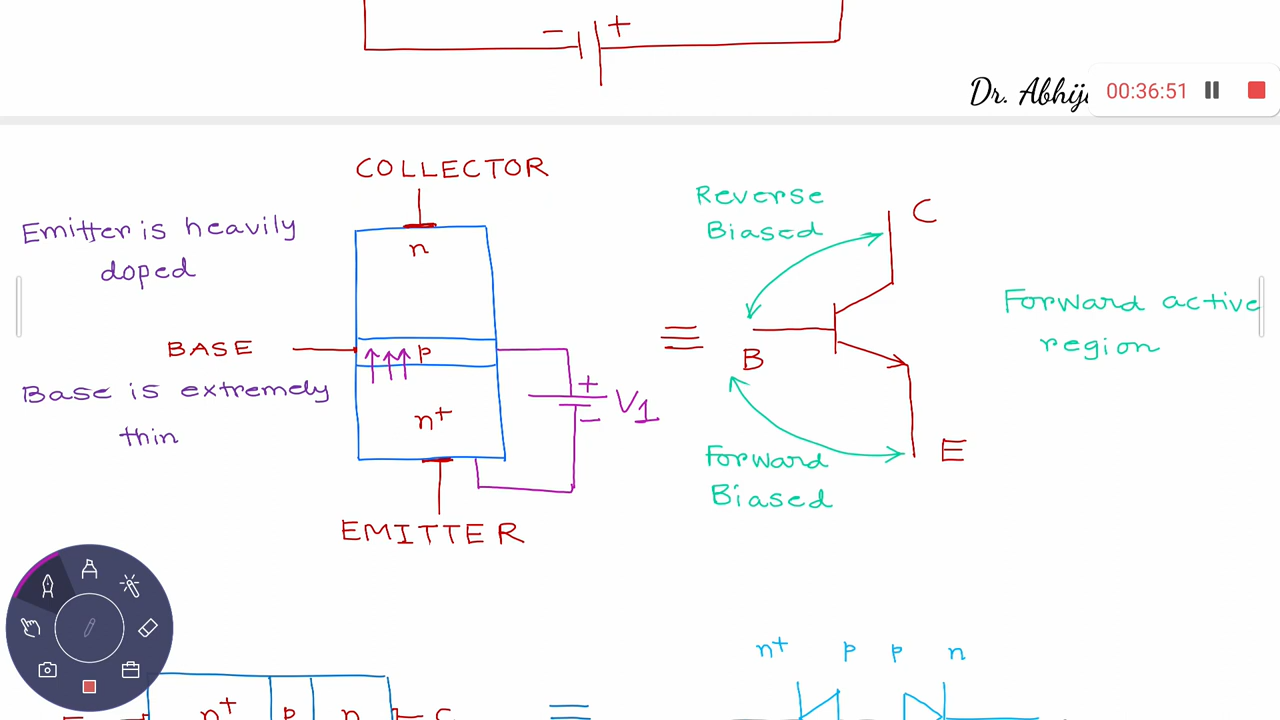 − +
Dr. Abhij
00:36:51
COLLECTOR
n
Emitter is heavily
doped
BASE
p
Base is extremely
thin
n+
+
− V1
EMITTER
≡
Reverse
Biased
C
B
Forward
Biased
E
Forward active
region
n+ p p n
n+ p n C
≡